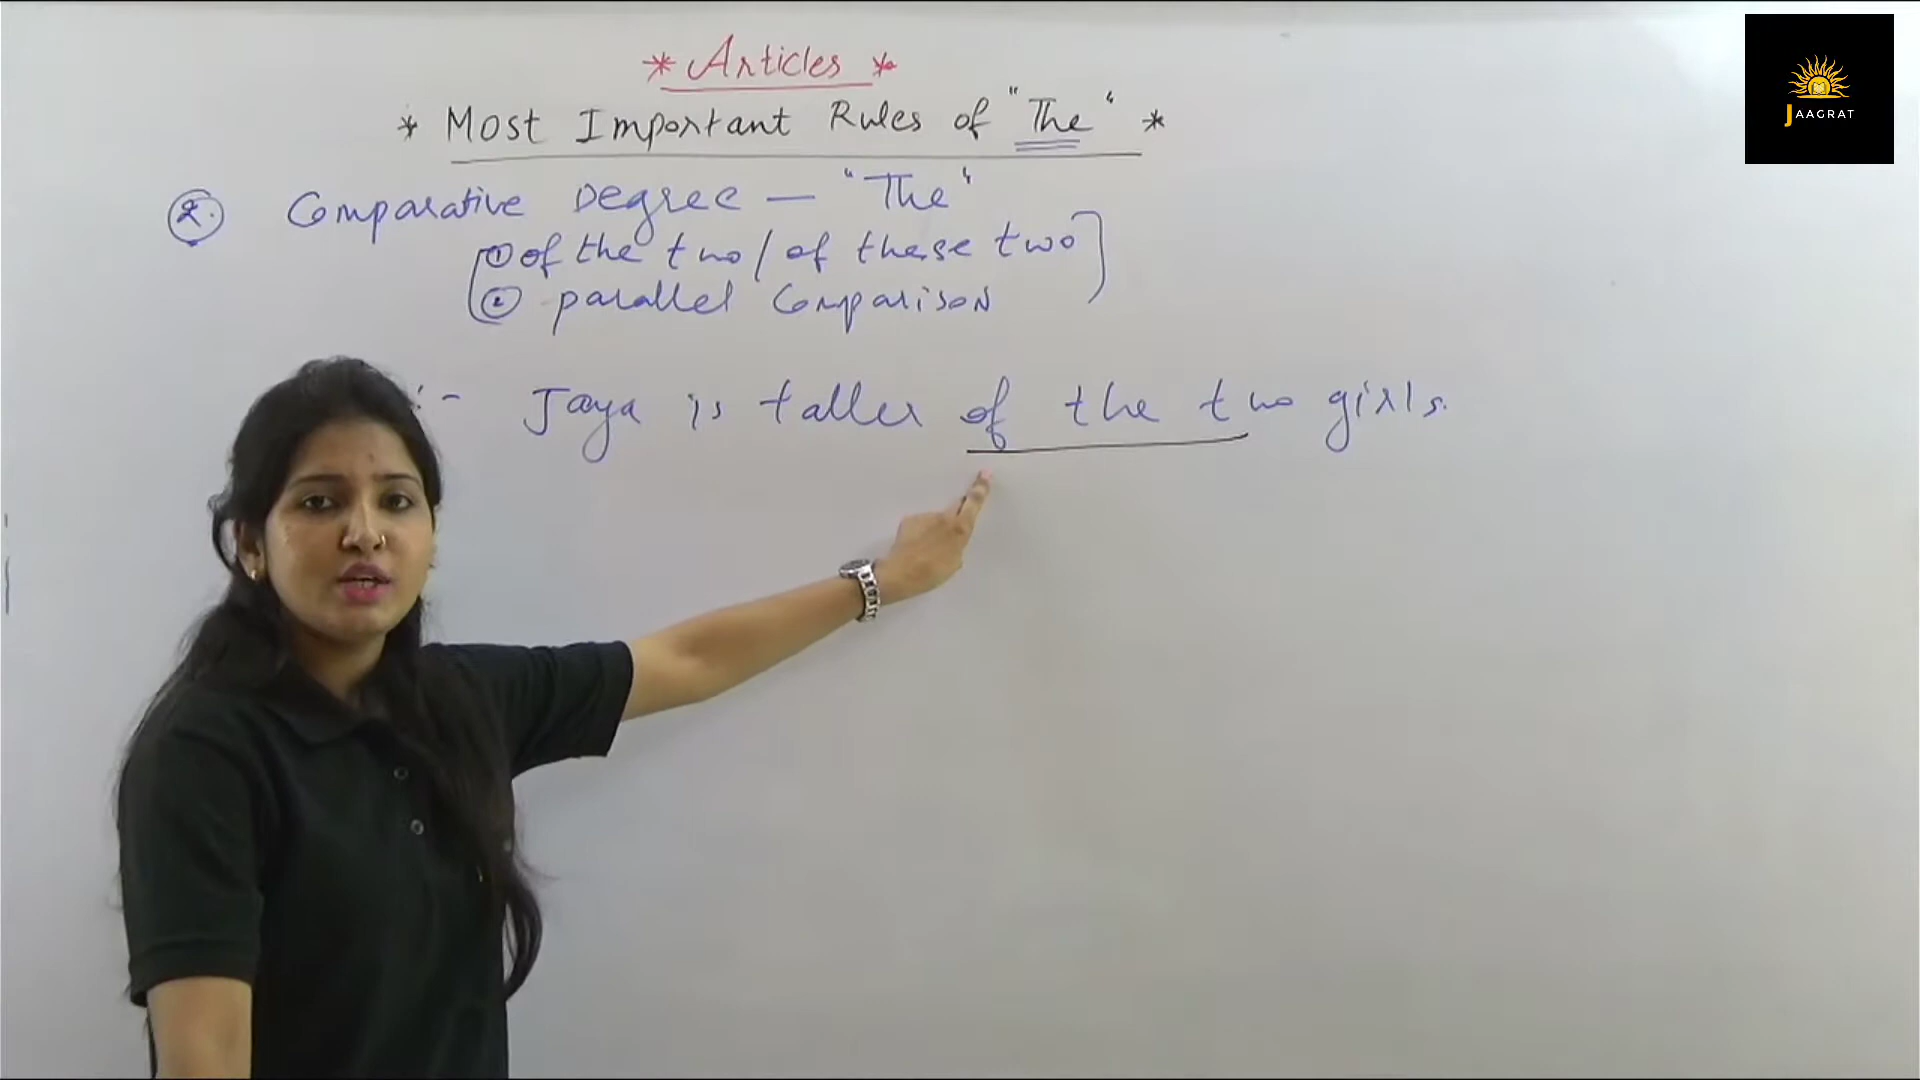 * Articles *
* Most Important Rules of "The" *
2. Comparative Degree — "The"
① of the two / of these two
② parallel Comparison
:- Jaya is taller of the two girls.
JAAGRAT